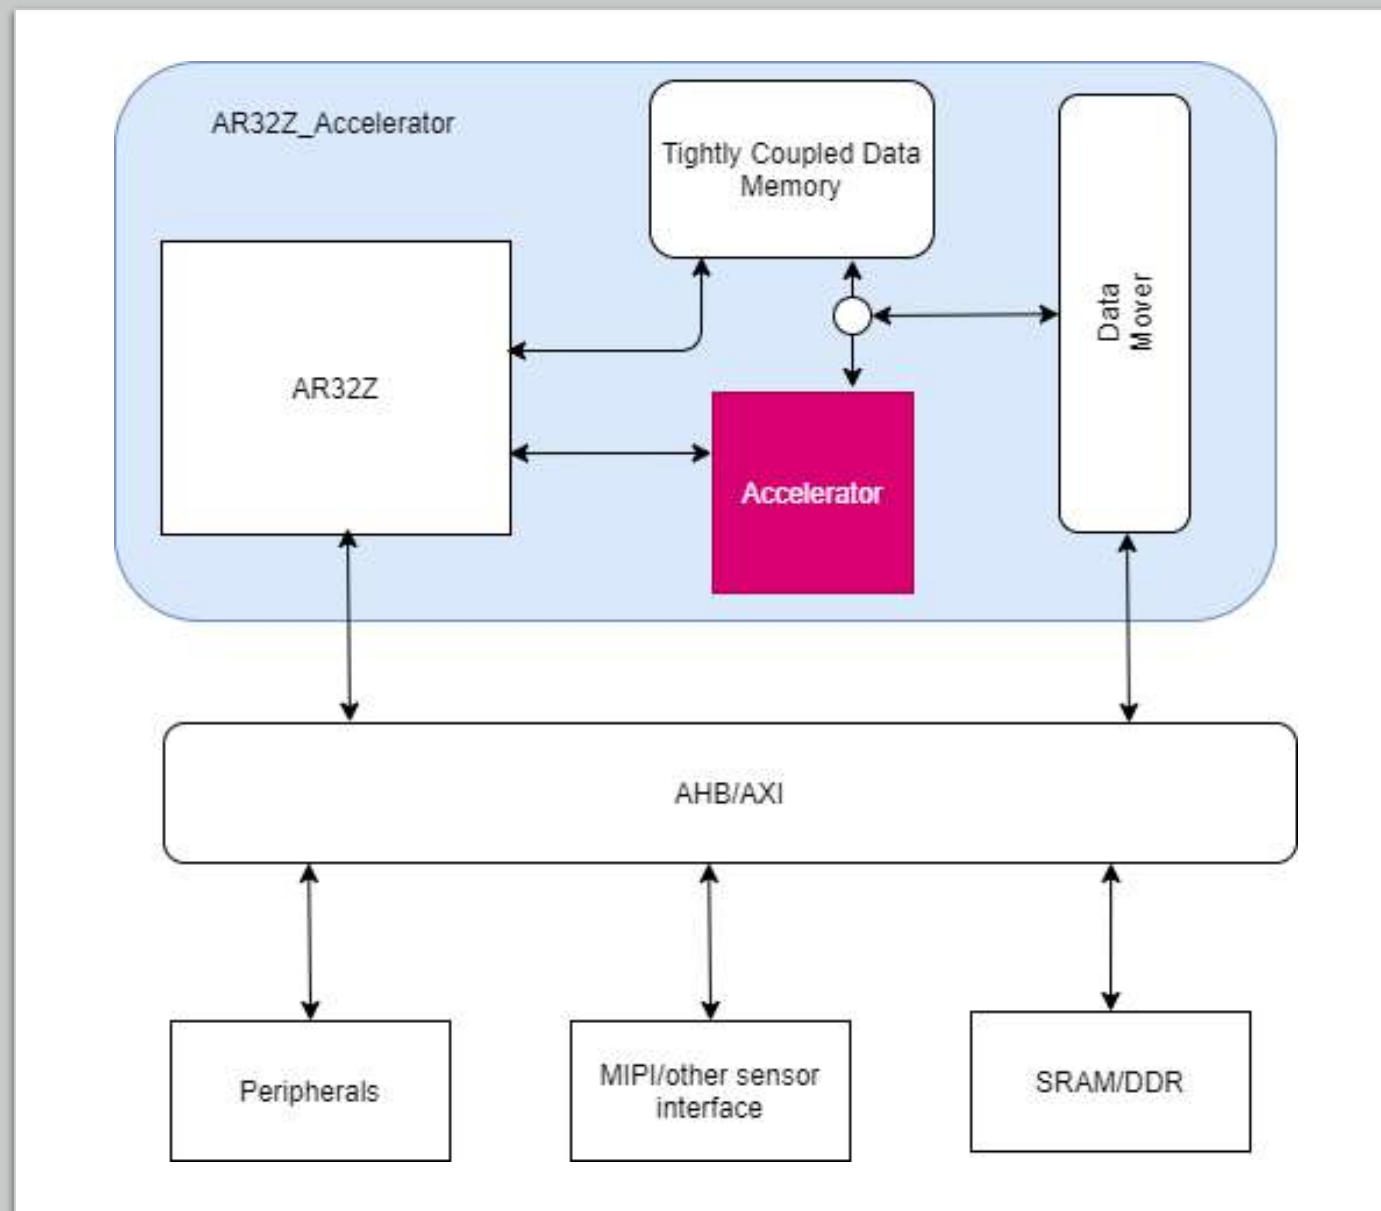 AR32Z_Accelerator
Tightly Coupled Data
Memory
Data
Mover
AR32Z
Accelerator
AHB/AXI
Peripherals
MIPI/other sensor
interface
SRAM/DDR